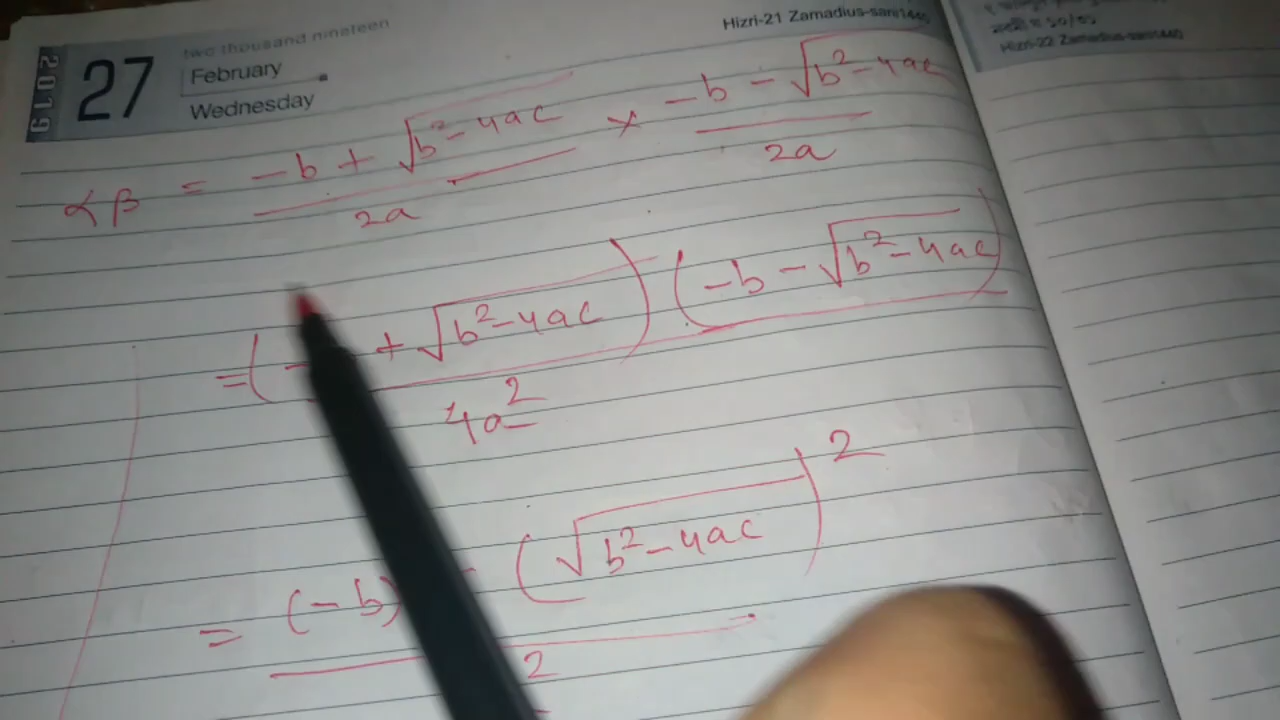 2019
27
two thousand nineteen
February
Wednesday
Hizri-21 Zamadius-sani1440
Hizri-22 Zamadius-sani1440
αβ = (-b + √(b² - 4ac))/2a × (-b - √(b² - 4ac))/2a
= ( - + √(b² - 4ac)) (-b - √(b² - 4ac)) / 4a²
= (-b) - (√(b² - 4ac))² / 2